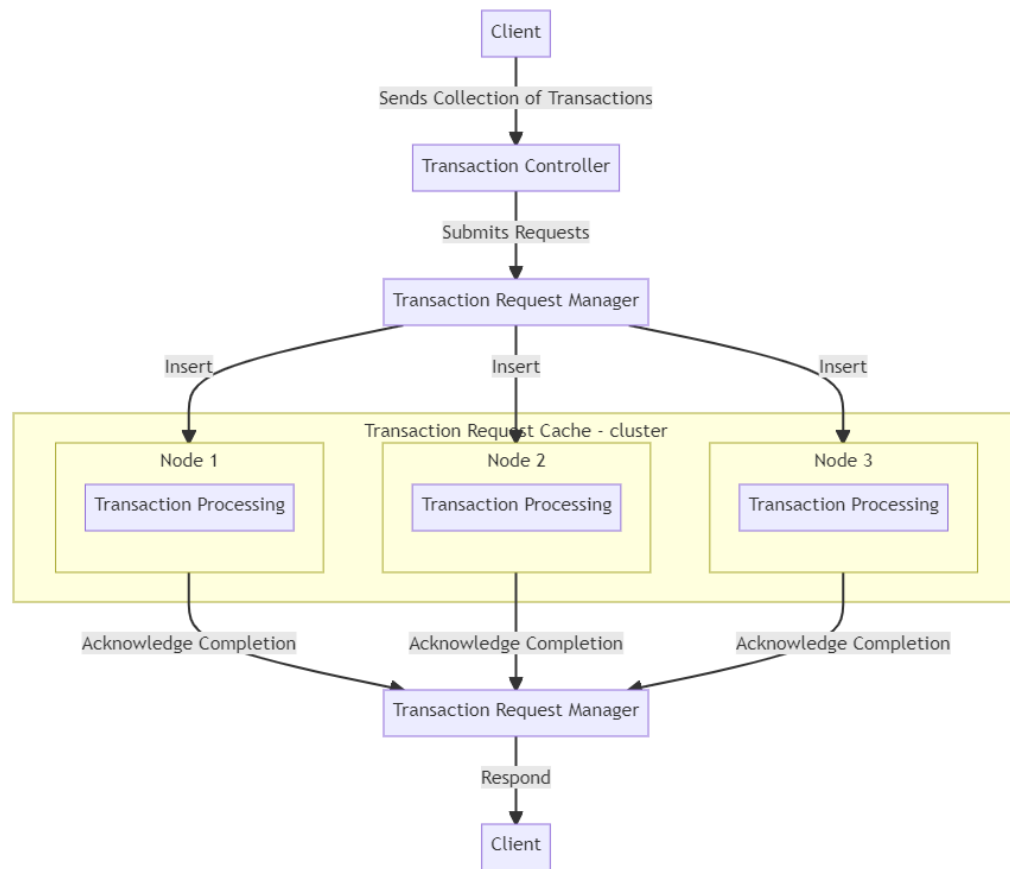 Client
Sends Collection of Transactions
Transaction Controller
Submits Requests
Transaction Request Manager
Insert
Insert
Insert
Transaction Request Cache - cluster
Node 1
Node 2
Node 3
Transaction Processing
Transaction Processing
Transaction Processing
Acknowledge Completion
Acknowledge Completion
Acknowledge Completion
Transaction Request Manager
Respond
Client